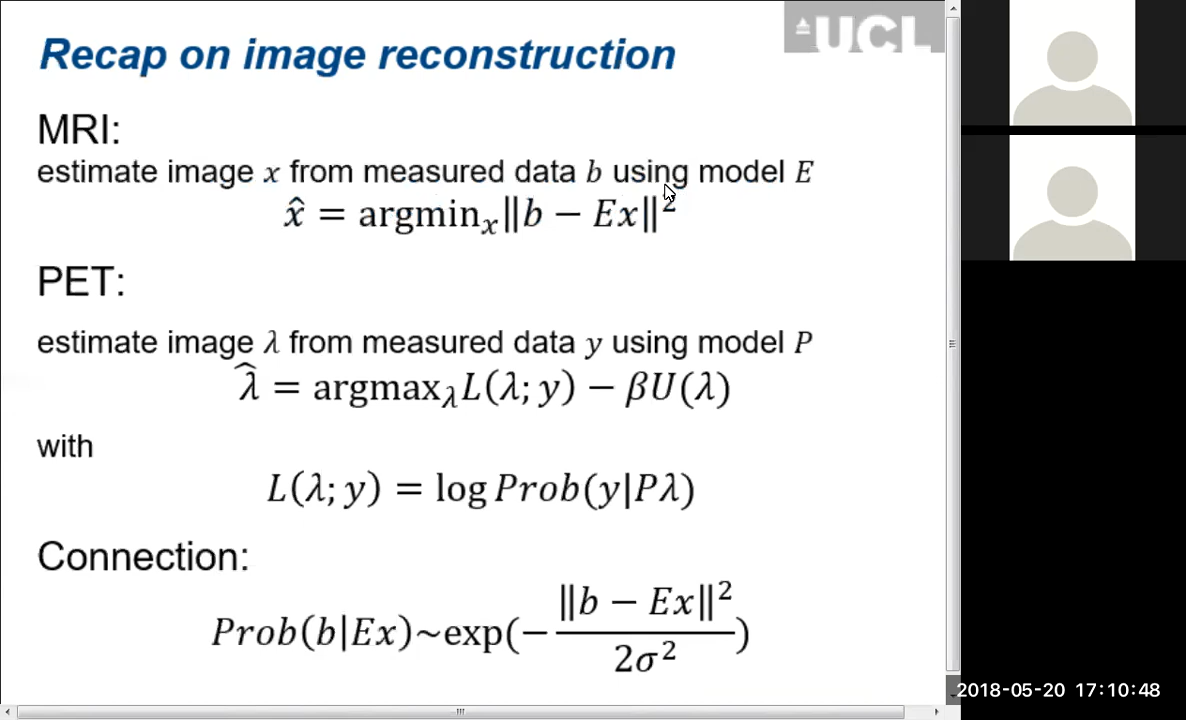 UCL
Recap on image reconstruction
MRI:
estimate image x from measured data b using model E
x̂ = argminₓ‖b − Ex‖²
PET:
estimate image λ from measured data y using model P
λ̂ = argmax_λ L(λ; y) − βU(λ)
with
L(λ; y) = log Prob(y|Pλ)
Connection:
Prob(b|Ex)~exp(−‖b − Ex‖²/2σ²)
2018-05-20 17:10:48